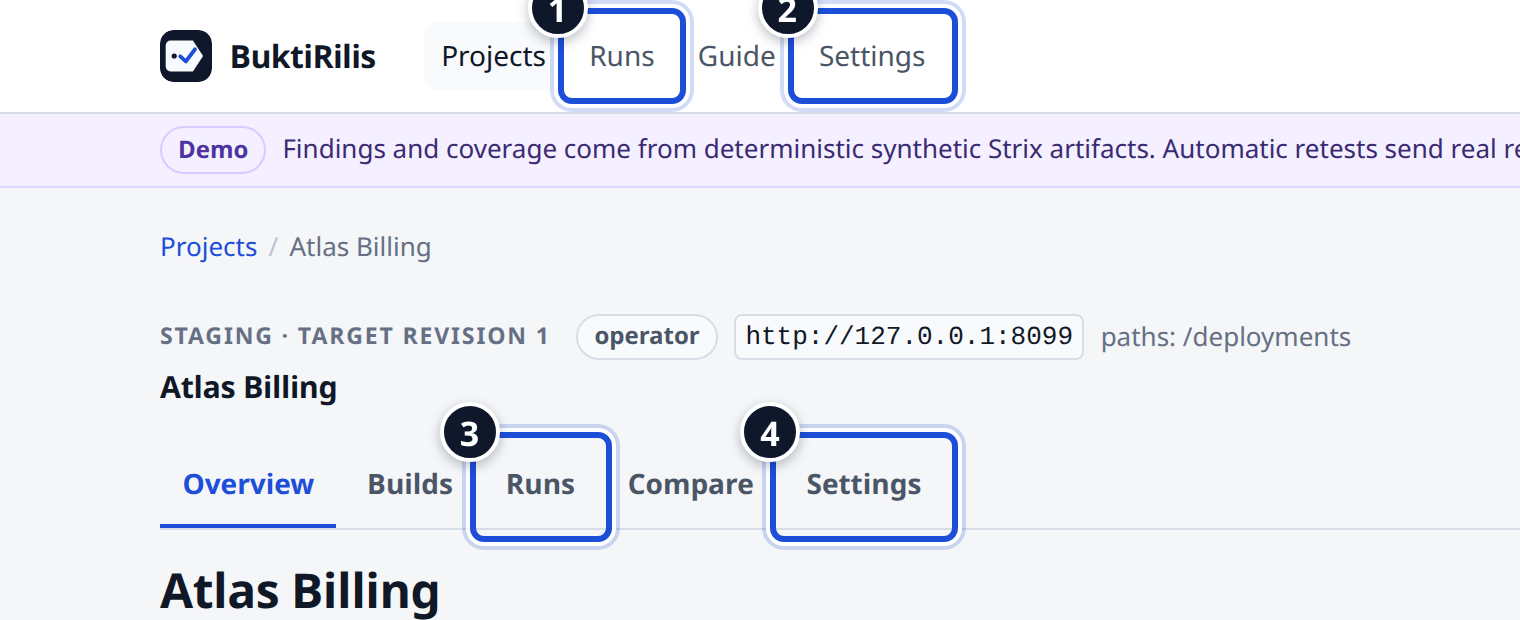 1 2
BuktiRilis Projects Runs Guide Settings
Demo Findings and coverage come from deterministic synthetic Strix artifacts. Automatic retests send real
Projects / Atlas Billing
STAGING · TARGET REVISION 1 operator http://127.0.0.1:8099 paths: /deployments
Atlas Billing
3 4
Overview Builds Runs Compare Settings
Atlas Billing